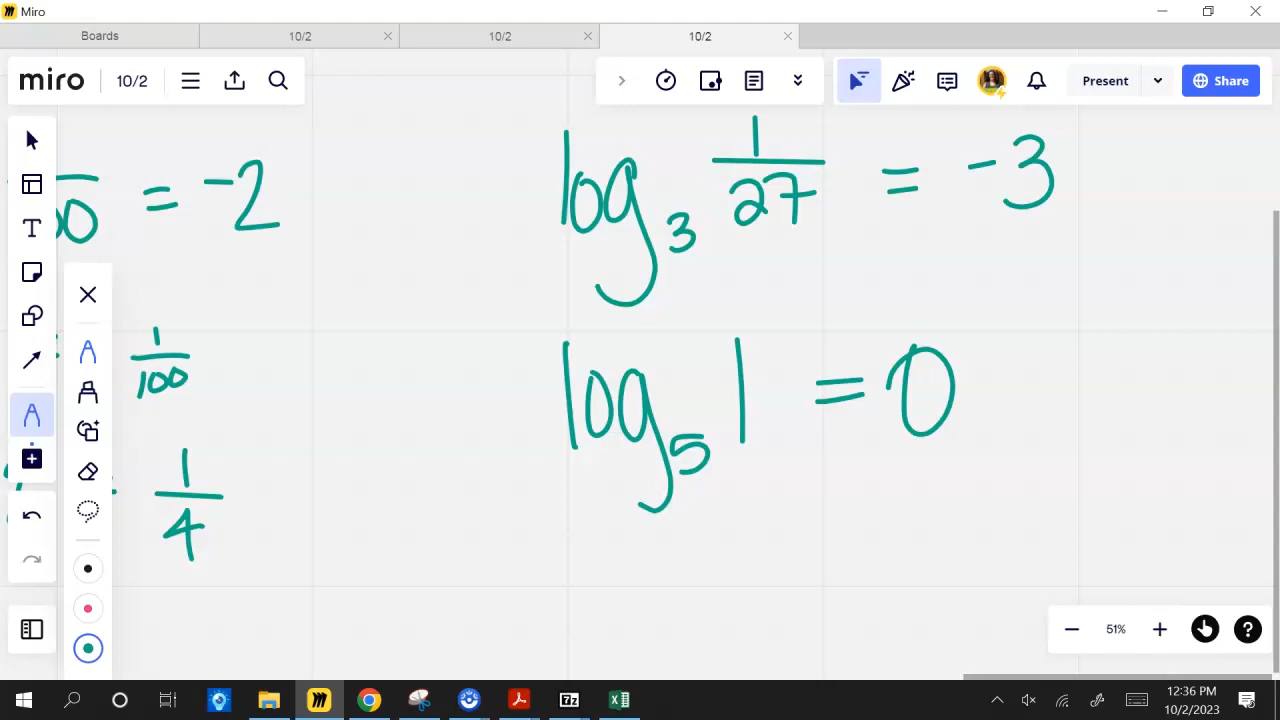 Miro
Boards
10/2
10/2
10/2
miro 10/2
Present
Share
00 = -2
1/100
1/4
log₃ 1/27 = -3
log₅ 1 = 0
51%
12:36 PM
10/2/2023